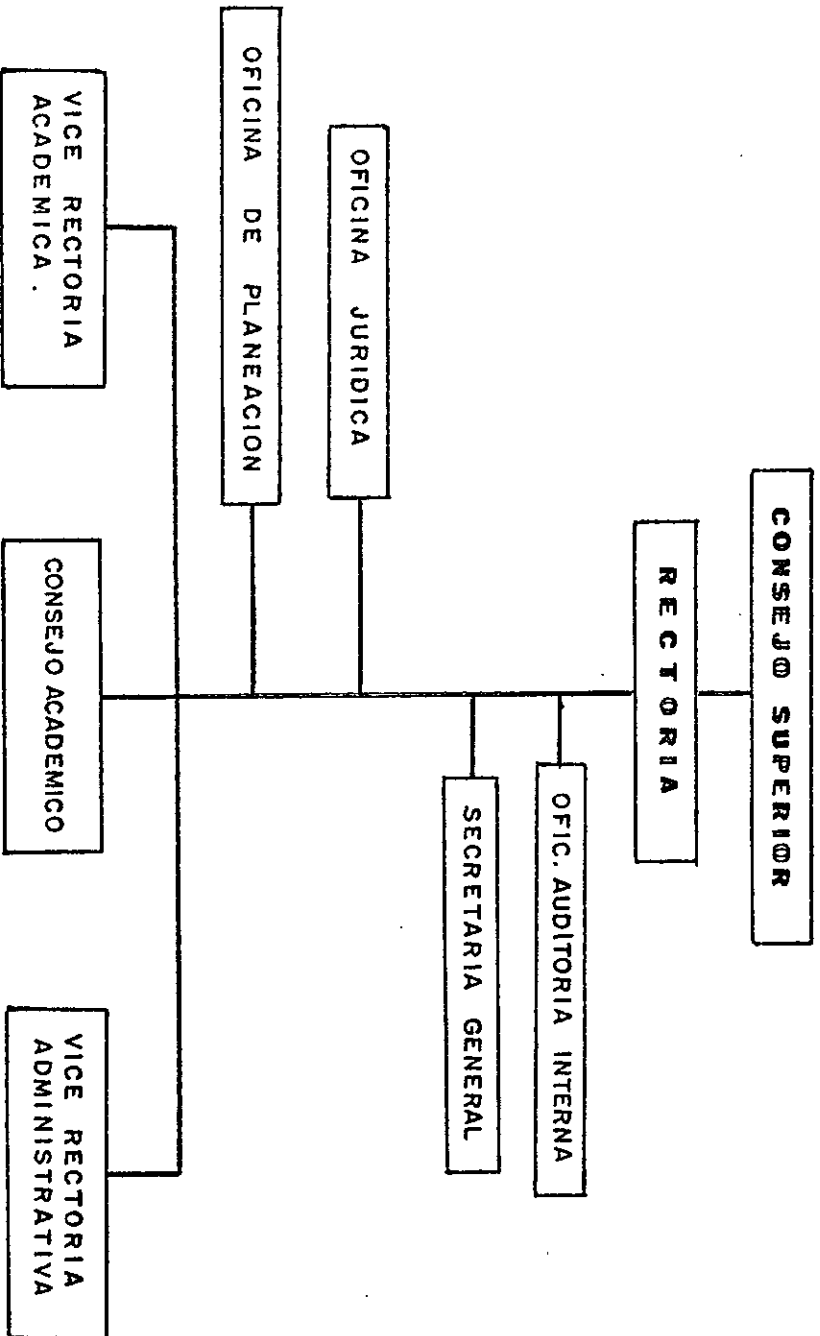 CONSEJO SUPERIOR
RECTORIA
OFIC. AUDITORIA INTERNA
SECRETARIA GENERAL
OFICINA JURIDICA
OFICINA DE PLANEACION
VICE RECTORIA
ACADEMICA.
CONSEJO ACADEMICO
VICE RECTORIA
ADMINISTRATIVA